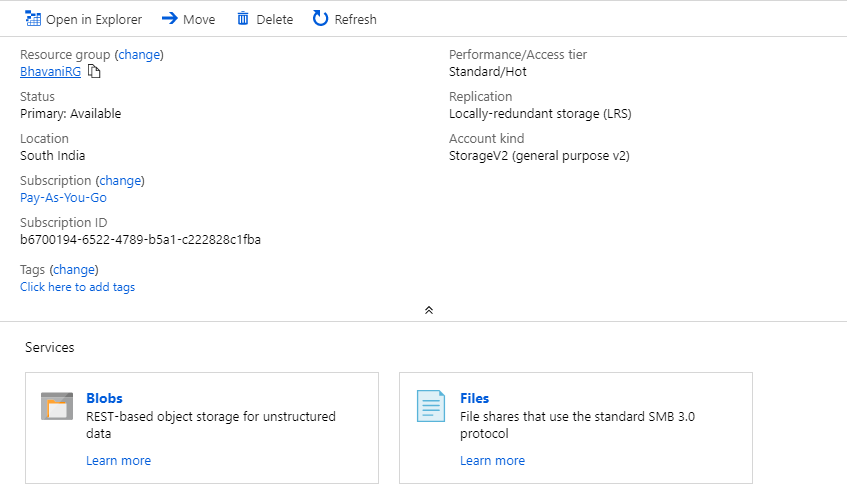 Open in Explorer Move Delete Refresh
Resource group (change)
BhavaniRG
Status
Primary: Available
Location
South India
Subscription (change)
Pay-As-You-Go
Subscription ID
b6700194-6522-4789-b5a1-c222828c1fba
Tags (change)
Click here to add tags
Performance/Access tier
Standard/Hot
Replication
Locally-redundant storage (LRS)
Account kind
StorageV2 (general purpose v2)
Services
Blobs
REST-based object storage for unstructured
data
Learn more
Files
File shares that use the standard SMB 3.0
protocol
Learn more